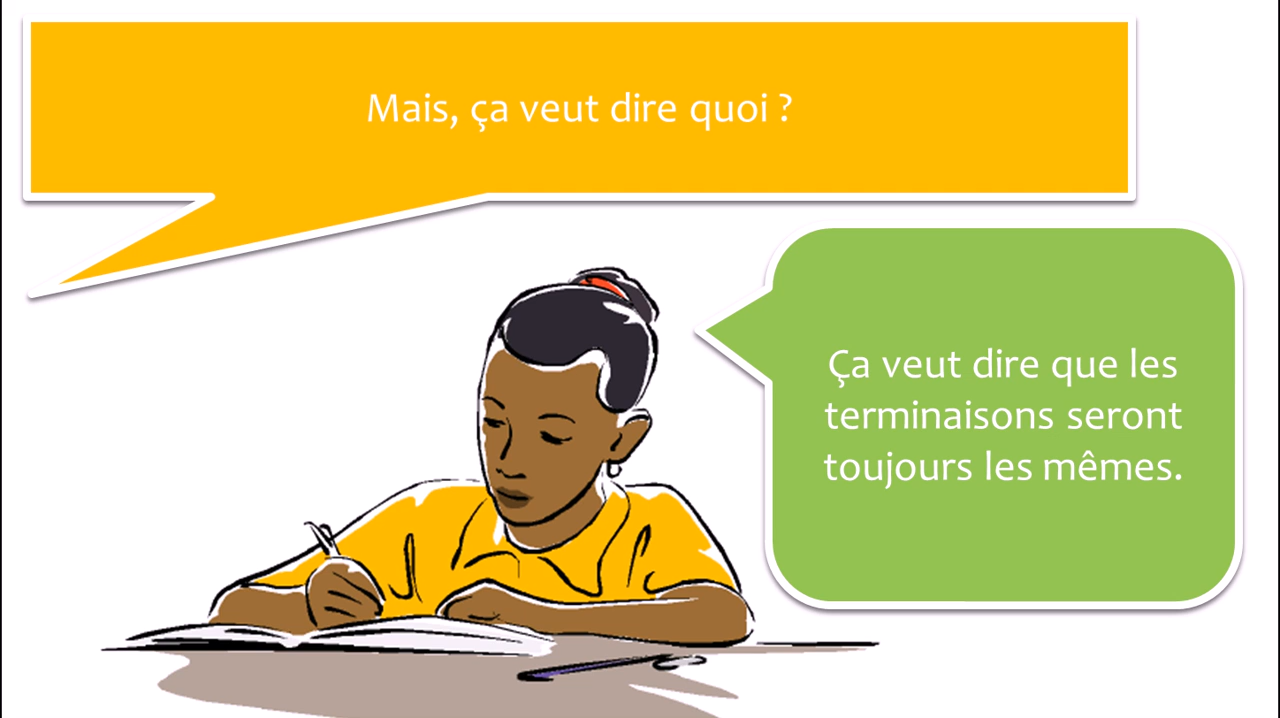 Mais, ça veut dire quoi ?
Ça veut dire que les
terminaisons seront
toujours les mêmes.